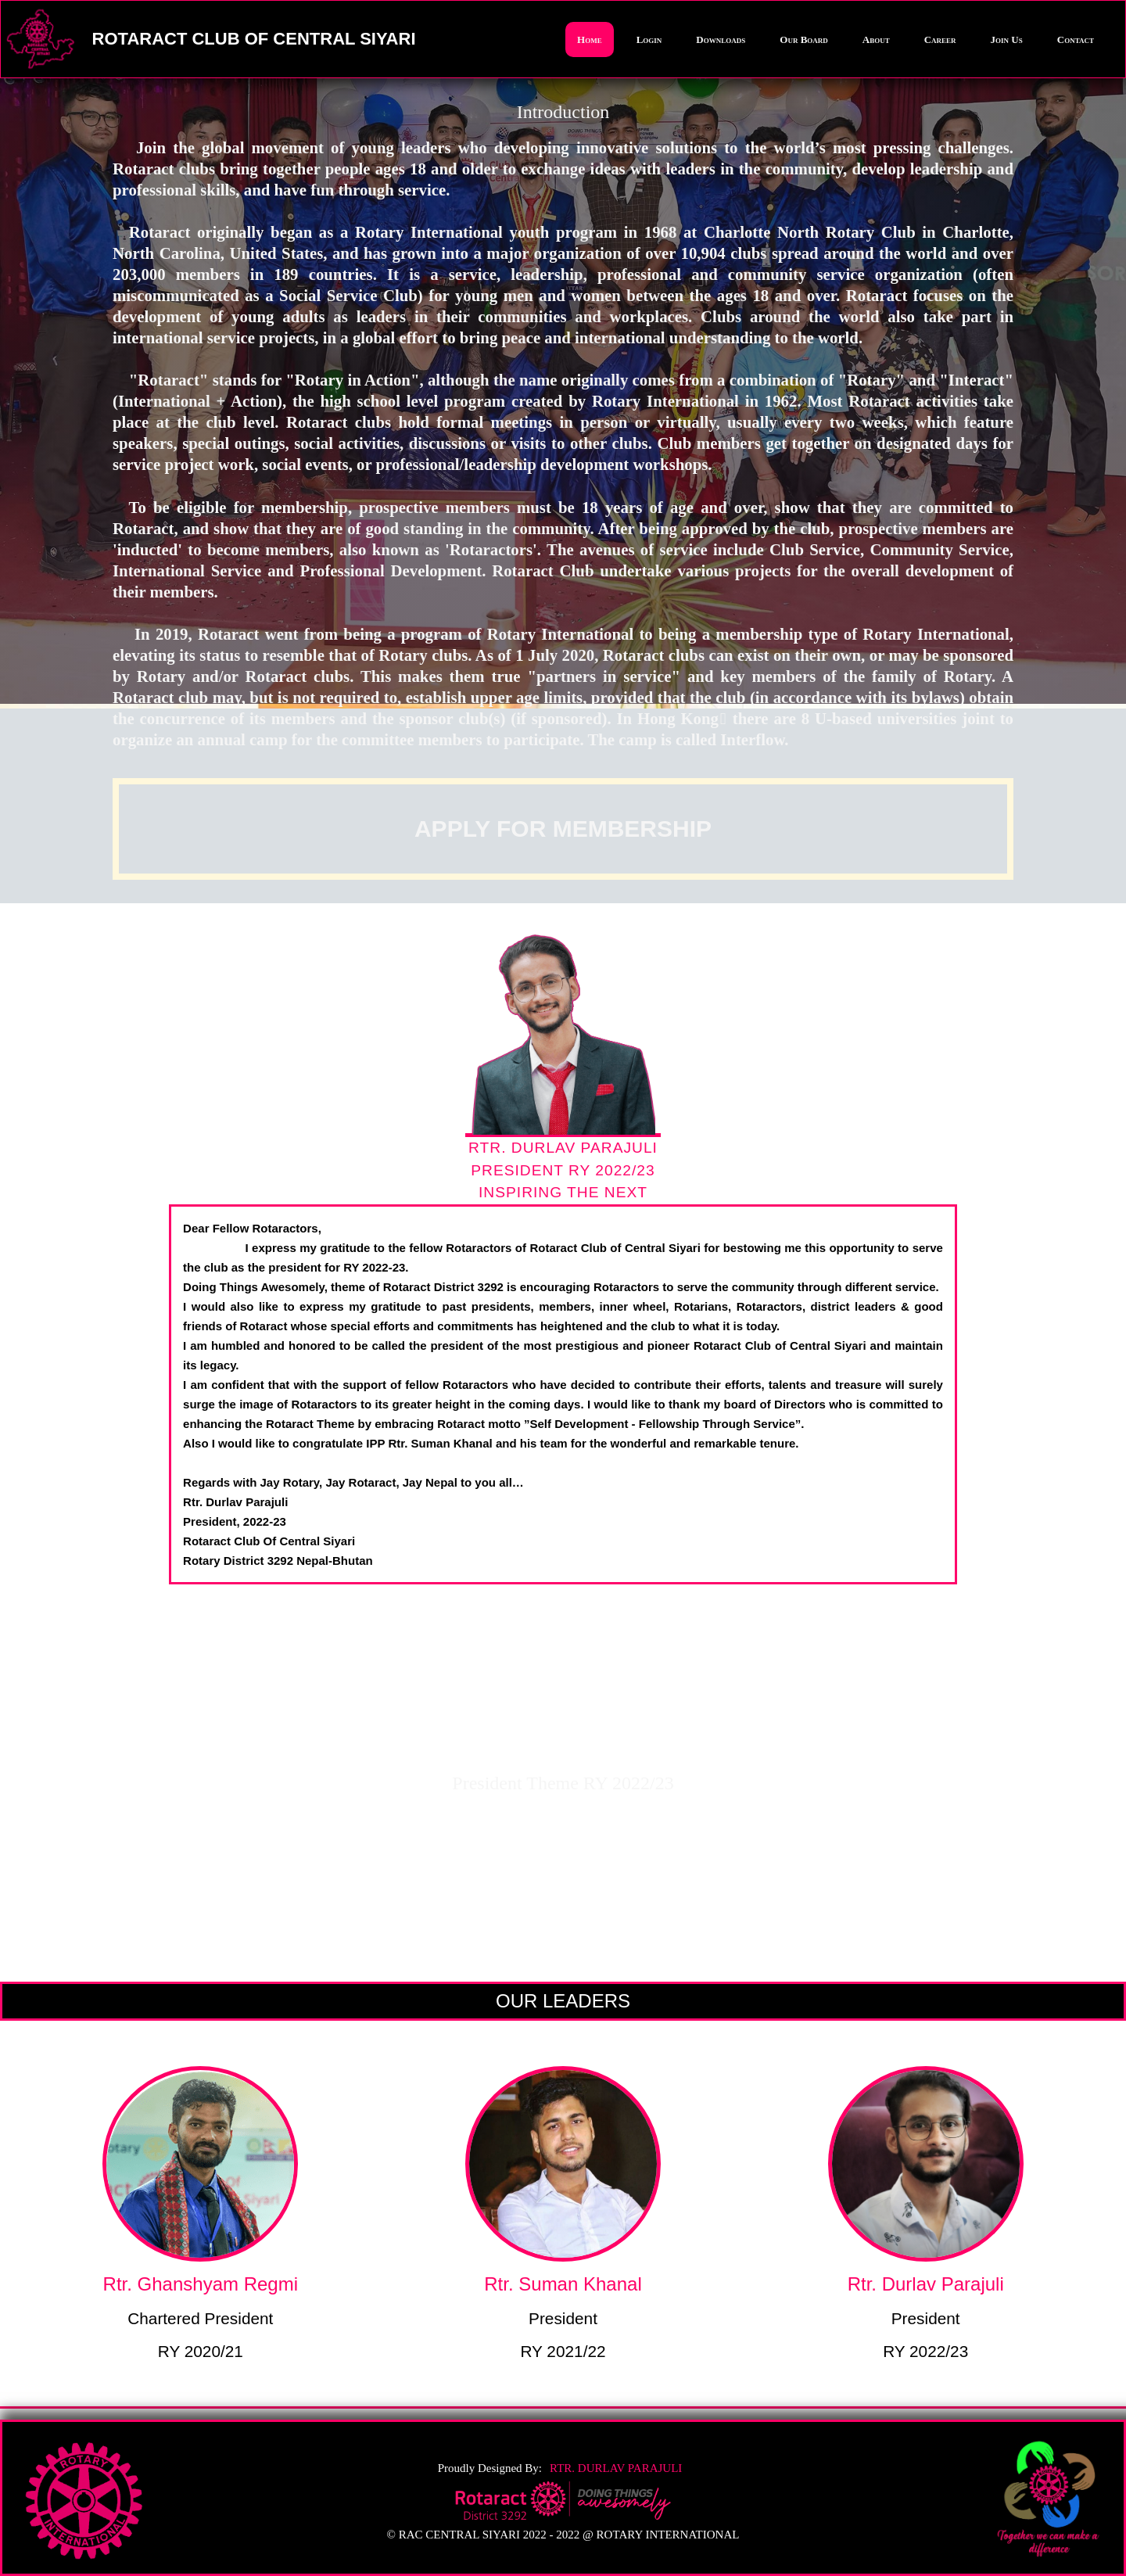 ROTARACT CLUB OF CENTRAL SIYARI
Home
Login
Downloads
Our Board
About
Career
Join Us
Contact
Introduction
Join the global movement of young leaders who developing innovative solutions to the world’s most pressing challenges.
Rotaract clubs bring together people ages 18 and older to exchange ideas with leaders in the community, develop leadership and
professional skills, and have fun through service.
Rotaract originally began as a Rotary International youth program in 1968 at Charlotte North Rotary Club in Charlotte,
North Carolina, United States, and has grown into a major organization of over 10,904 clubs spread around the world and over
203,000 members in 189 countries. It is a service, leadership, professional and community service organization (often
miscommunicated as a Social Service Club) for young men and women between the ages 18 and over. Rotaract focuses on the
development of young adults as leaders in their communities and workplaces. Clubs around the world also take part in
international service projects, in a global effort to bring peace and international understanding to the world.
"Rotaract" stands for "Rotary in Action", although the name originally comes from a combination of "Rotary" and "Interact"
(International + Action), the high school level program created by Rotary International in 1962. Most Rotaract activities take
place at the club level. Rotaract clubs hold formal meetings in person or virtually, usually every two weeks, which feature
speakers, special outings, social activities, discussions or visits to other clubs. Club members get together on designated days for
service project work, social events, or professional/leadership development workshops.
To be eligible for membership, prospective members must be 18 years of age and over, show that they are committed to
Rotaract, and show that they are of good standing in the community. After being approved by the club, prospective members are
'inducted' to become members, also known as 'Rotaractors'. The avenues of service include Club Service, Community Service,
International Service and Professional Development. Rotaract Club undertake various projects for the overall development of
their members.
In 2019, Rotaract went from being a program of Rotary International to being a membership type of Rotary International,
elevating its status to resemble that of Rotary clubs. As of 1 July 2020, Rotaract clubs can exist on their own, or may be sponsored
by Rotary and/or Rotaract clubs. This makes them true "partners in service" and key members of the family of Rotary. A
Rotaract club may, but is not required to, establish upper age limits, provided that the club (in accordance with its bylaws) obtain
the concurrence of its members and the sponsor club(s) (if sponsored). In Hong Kong there are 8 U-based universities joint to
organize an annual camp for the committee members to participate. The camp is called Interflow.
APPLY FOR MEMBERSHIP
RTR. DURLAV PARAJULI
PRESIDENT RY 2022/23
INSPIRING THE NEXT
Dear Fellow Rotaractors,
I express my gratitude to the fellow Rotaractors of Rotaract Club of Central Siyari for bestowing me this opportunity to serve
the club as the president for RY 2022-23.
Doing Things Awesomely, theme of Rotaract District 3292 is encouraging Rotaractors to serve the community through different service.
I would also like to express my gratitude to past presidents, members, inner wheel, Rotarians, Rotaractors, district leaders & good
friends of Rotaract whose special efforts and commitments has heightened and the club to what it is today.
I am humbled and honored to be called the president of the most prestigious and pioneer Rotaract Club of Central Siyari and maintain
its legacy.
I am confident that with the support of fellow Rotaractors who have decided to contribute their efforts, talents and treasure will surely
surge the image of Rotaractors to its greater height in the coming days. I would like to thank my board of Directors who is committed to
enhancing the Rotaract Theme by embracing Rotaract motto ”Self Development - Fellowship Through Service”.
Also I would like to congratulate IPP Rtr. Suman Khanal and his team for the wonderful and remarkable tenure.
Regards with Jay Rotary, Jay Rotaract, Jay Nepal to you all…
Rtr. Durlav Parajuli
President, 2022-23
Rotaract Club Of Central Siyari
Rotary District 3292 Nepal-Bhutan
President Theme RY 2022/23
OUR LEADERS
Rtr. Ghanshyam Regmi
Chartered President
RY 2020/21
Rtr. Suman Khanal
President
RY 2021/22
Rtr. Durlav Parajuli
President
RY 2022/23
ROTARY
INTERNATIONAL
Proudly Designed By: RTR. DURLAV PARAJULI
Rotaract
District 3292
DOING THINGS
awesomely
© RAC CENTRAL SIYARI 2022 - 2022 @ ROTARY INTERNATIONAL
Together we can make a
difference